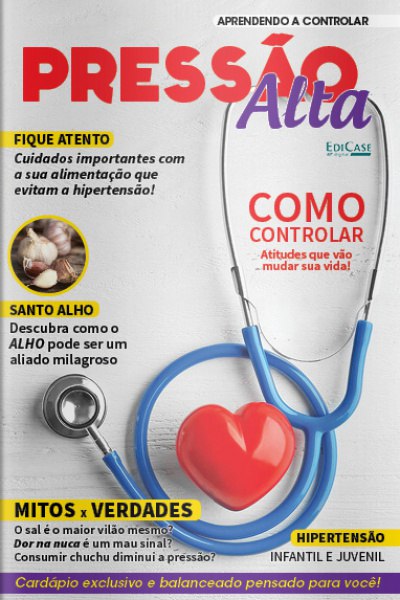 APRENDENDO A CONTROLAR
PRESSÃO
Alta
EDICASE
digital
FIQUE ATENTO
Cuidados importantes com
a sua alimentação que
evitam a hipertensão!
COMO
CONTROLAR
Atitudes que vão
mudar sua vida!
SANTO ALHO
Descubra como o
ALHO pode ser um
aliado milagroso
MITOS x VERDADES
O sal é o maior vilão mesmo?
Dor na nuca é um mau sinal?
Consumir chuchu diminui a pressão?
HIPERTENSÃO
INFANTIL E JUVENIL
Cardápio exclusivo e balanceado pensado para você!